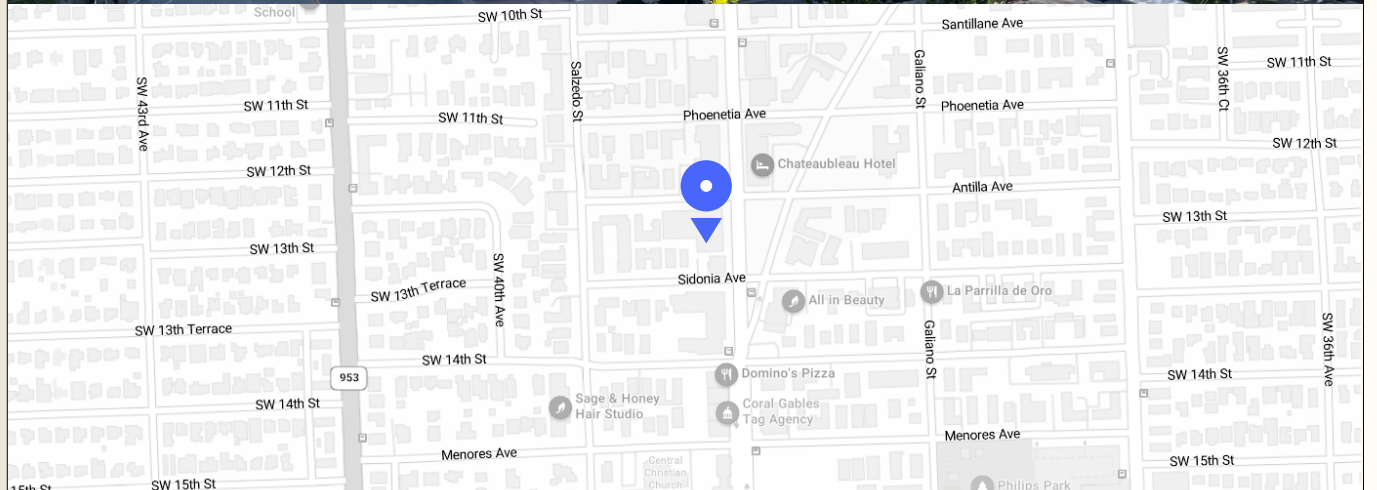 School
SW 10th St
Santillane Ave
SW 43rd Ave
SW 11th St
SW 11th St
Salzedo St
Phoenetia Ave
Galiano St
Phoenetia Ave
SW 36th Ct
SW 11th St
SW 12th St
Chateaubleau Hotel
SW 12th St
Antilla Ave
SW 13th St
SW 13th St
SW 40th Ave
Sidonia Ave
SW 13th Terrace
All in Beauty
La Parrilla de Oro
SW 13th Terrace
Galiano St
SW 36th Ave
SW 14th St
953
Domino's Pizza
SW 14th St
SW 14th St
Sage & Honey
Hair Studio
Coral Gables
Tag Agency
Menores Ave
Menores Ave
Central
Christian
Church
SW 15th St
15th St
SW 15th St
Philips Park